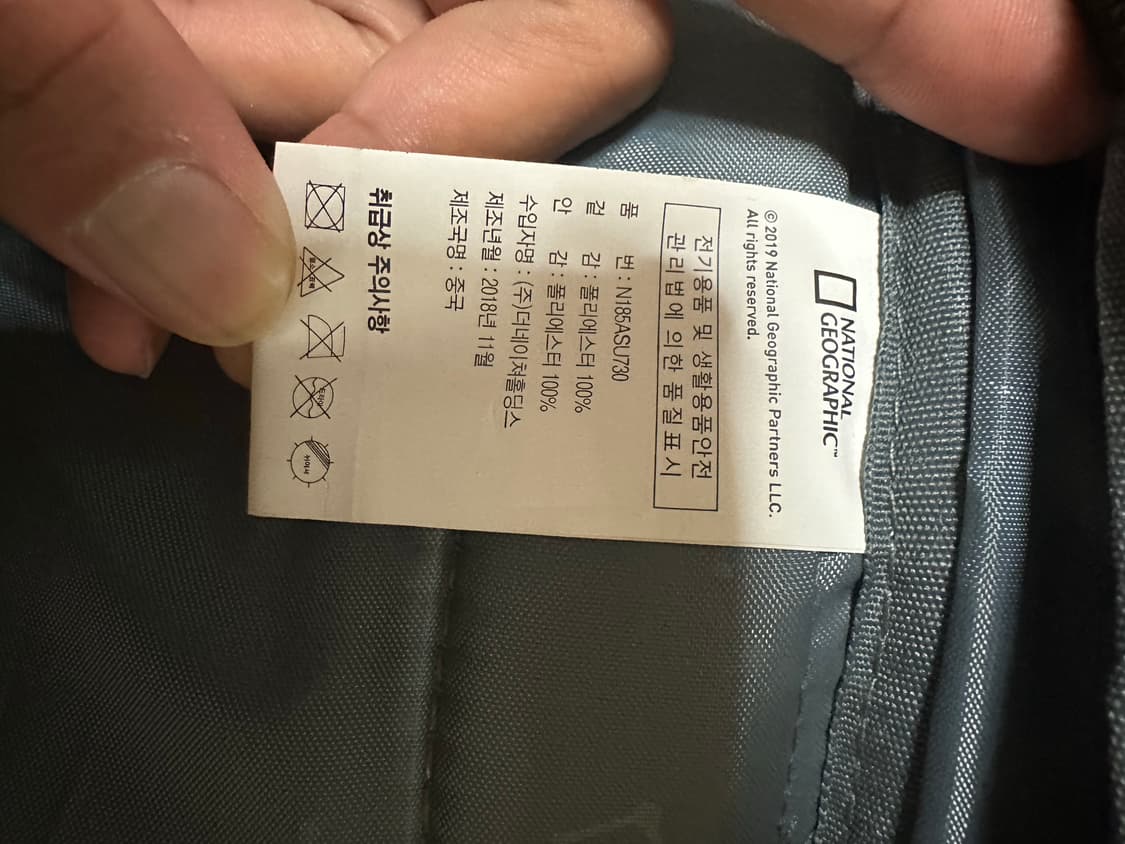 NATIONAL
GEOGRAPHIC™
© 2019 National Geographic Partners LLC.
All rights reserved.
전기용품 및 생활용품안전
관리법에 의한 품질표시
품 번 : N185ASU730
겉 감 : 폴리에스터 100%
안 감 : 폴리에스터 100%
수입자명 : (주)더네이쳐홀딩스
제조년월 : 2018년 11월
제조국명 : 중국
취급상 주의사항